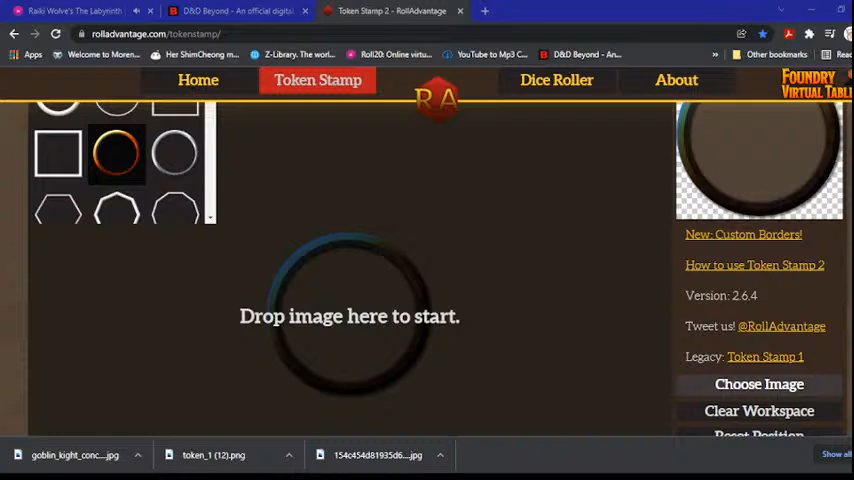 Raiki Wolve's The Labyrinth
D&D Beyond - An official digital
Token Stamp 2 - RollAdvantage
rolladvantage.com/tokenstamp/
Apps
Welcome to Moren...
Her ShimCheong m...
Z-Library. The worl...
Roll20: Online virtu...
YouTube to Mp3 C...
D&D Beyond - An o...
»
Other bookmarks
Read
Home
Token Stamp
RA
Dice Roller
About
FOUNDRY
VIRTUAL TABL
New: Custom Borders!
How to use Token Stamp 2
Drop image here to start.
Version: 2.6.4
Tweet us! @RollAdvantage
Legacy: Token Stamp 1
Choose Image
Clear Workspace
Reset Position
goblin_kight_conc....jpg
token_1 (12).png
154c454d81935d6....jpg
Show all